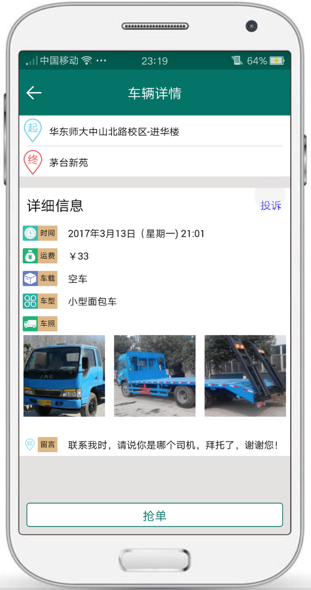 中国移动 23:19 64%
车辆详情
起 华东师大中山北路校区-进华楼
终 茅台新苑
详细信息 投诉
时间 2017年3月13日（星期一) 21:01
运费 ￥33
车载 空车
车型 小型面包车
车照
JAC
留言 联系我时，请说你是哪个司机，拜托了，谢谢您！
抢单